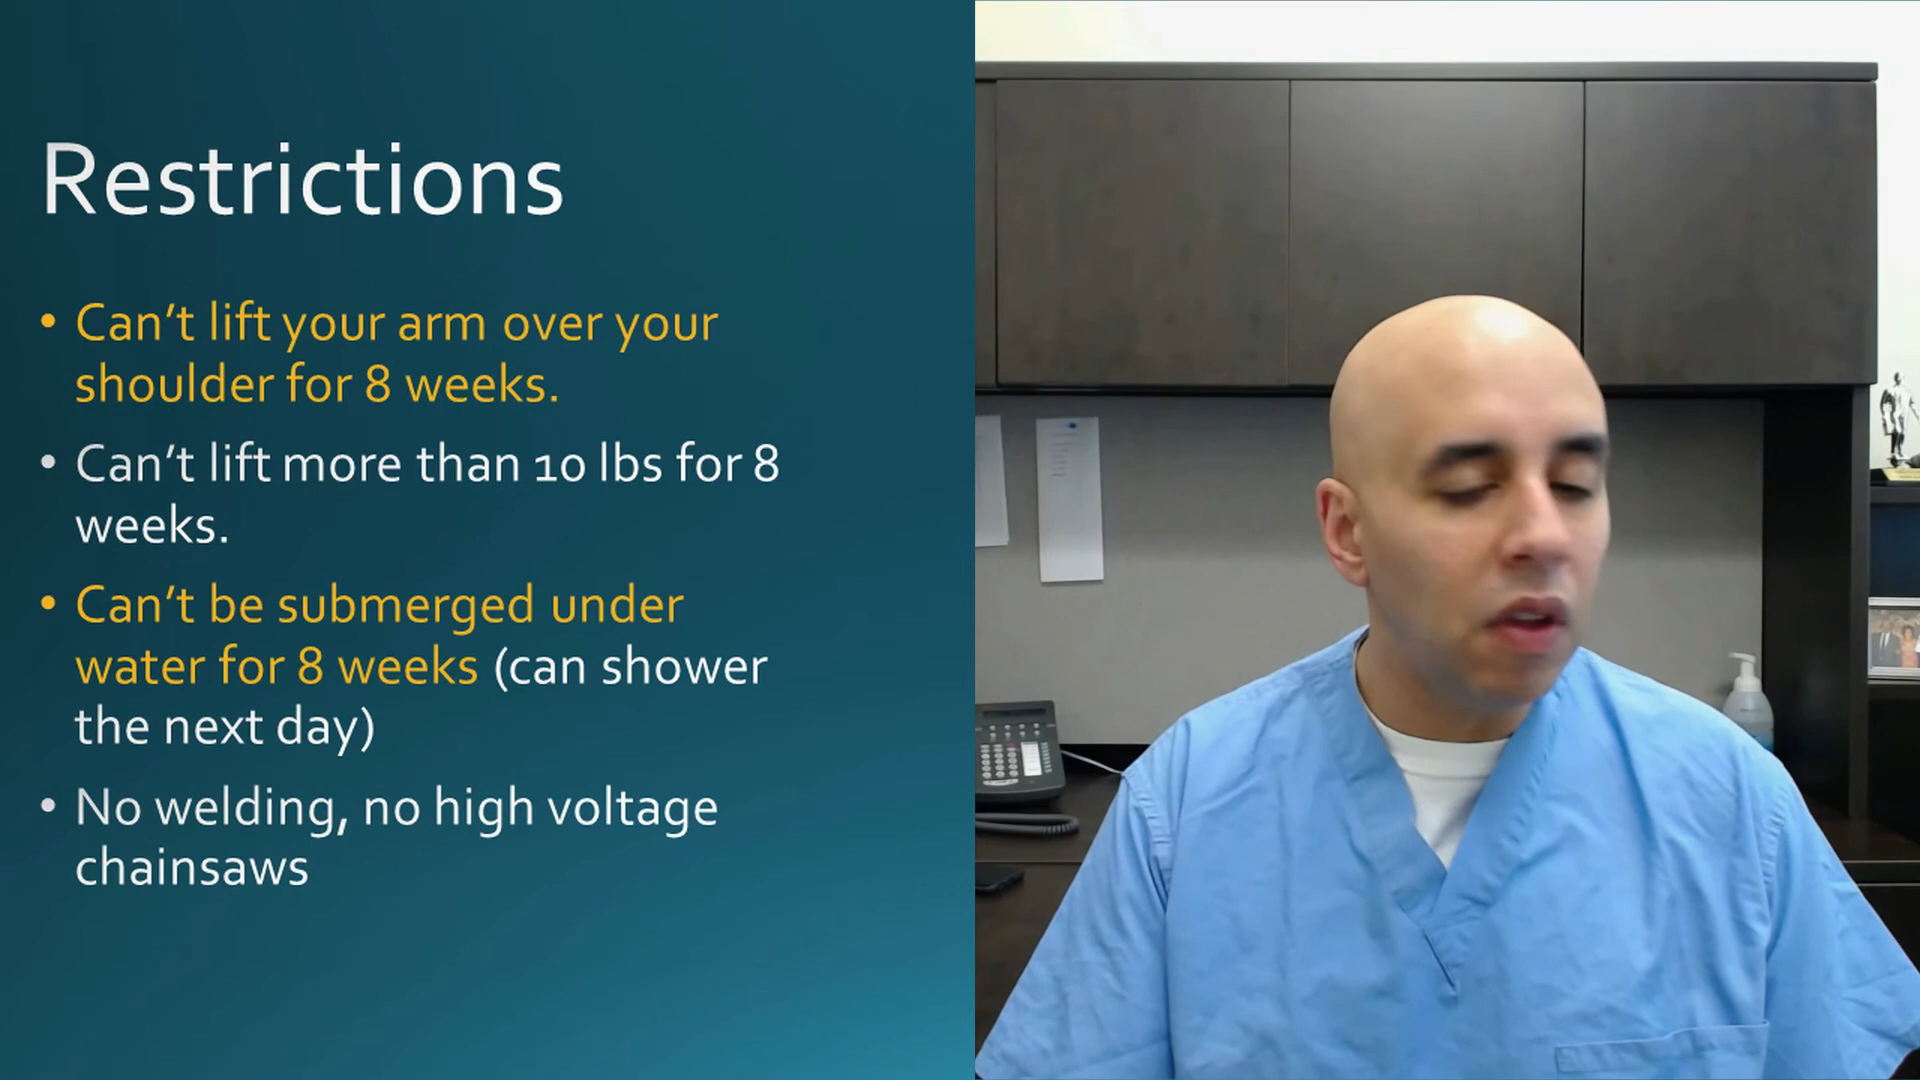 Restrictions
• Can't lift your arm over your
shoulder for 8 weeks.
• Can't lift more than 10 lbs for 8
weeks.
• Can't be submerged under
water for 8 weeks (can shower
the next day)
• No welding, no high voltage
chainsaws